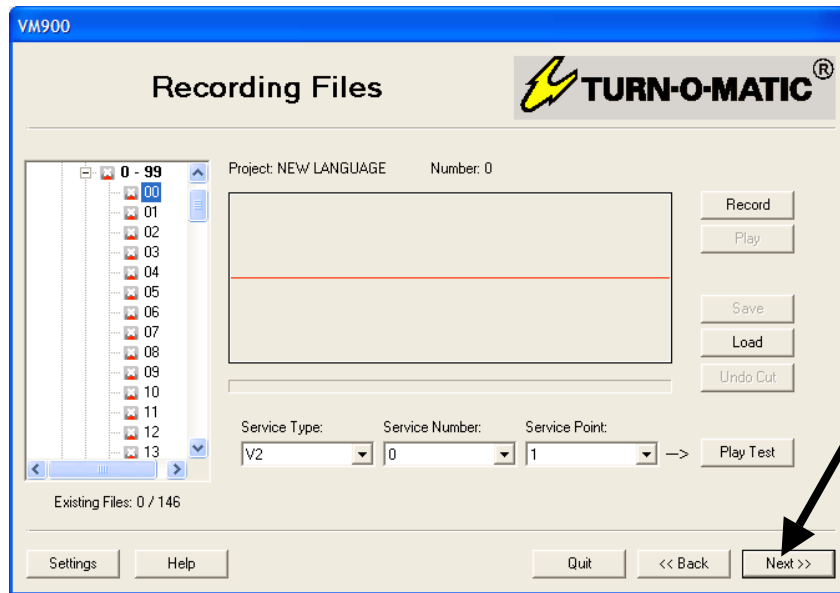 VM900
Recording Files
TURN-O-MATIC®
0 - 99
00
01
02
03
04
05
06
07
08
09
10
11
12
13
Existing Files: 0 / 146
Project: NEW LANGUAGE Number: 0
Record
Play
Save
Load
Undo Cut
Service Type: Service Number: Service Point:
V2 0 1 --> Play Test
Settings Help Quit << Back Next >>